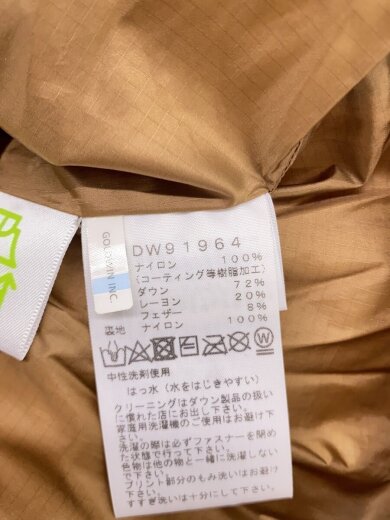 GOLDWIN INC.
DW91964
ナイロン 100%
(コーティング等樹脂加工)
ダウン 72%
レーヨン 20%
フェザー 8%
裏地 ナイロン 100%
W
中性洗剤使用
はっ水(水をはじきやすい)
クリーニングはダウン製品の扱い
に慣れた店にお出し下さい。
家庭用洗濯機のご使用はお避け下
さい。
洗濯の際は必ずファスナーを閉め
た状態で行って下さい。
色物は他の物と一緒に洗濯しない
で下さい。
プリント部分のもみ洗いはお避け
下さい。
すすぎ洗いは十分にして下さい。